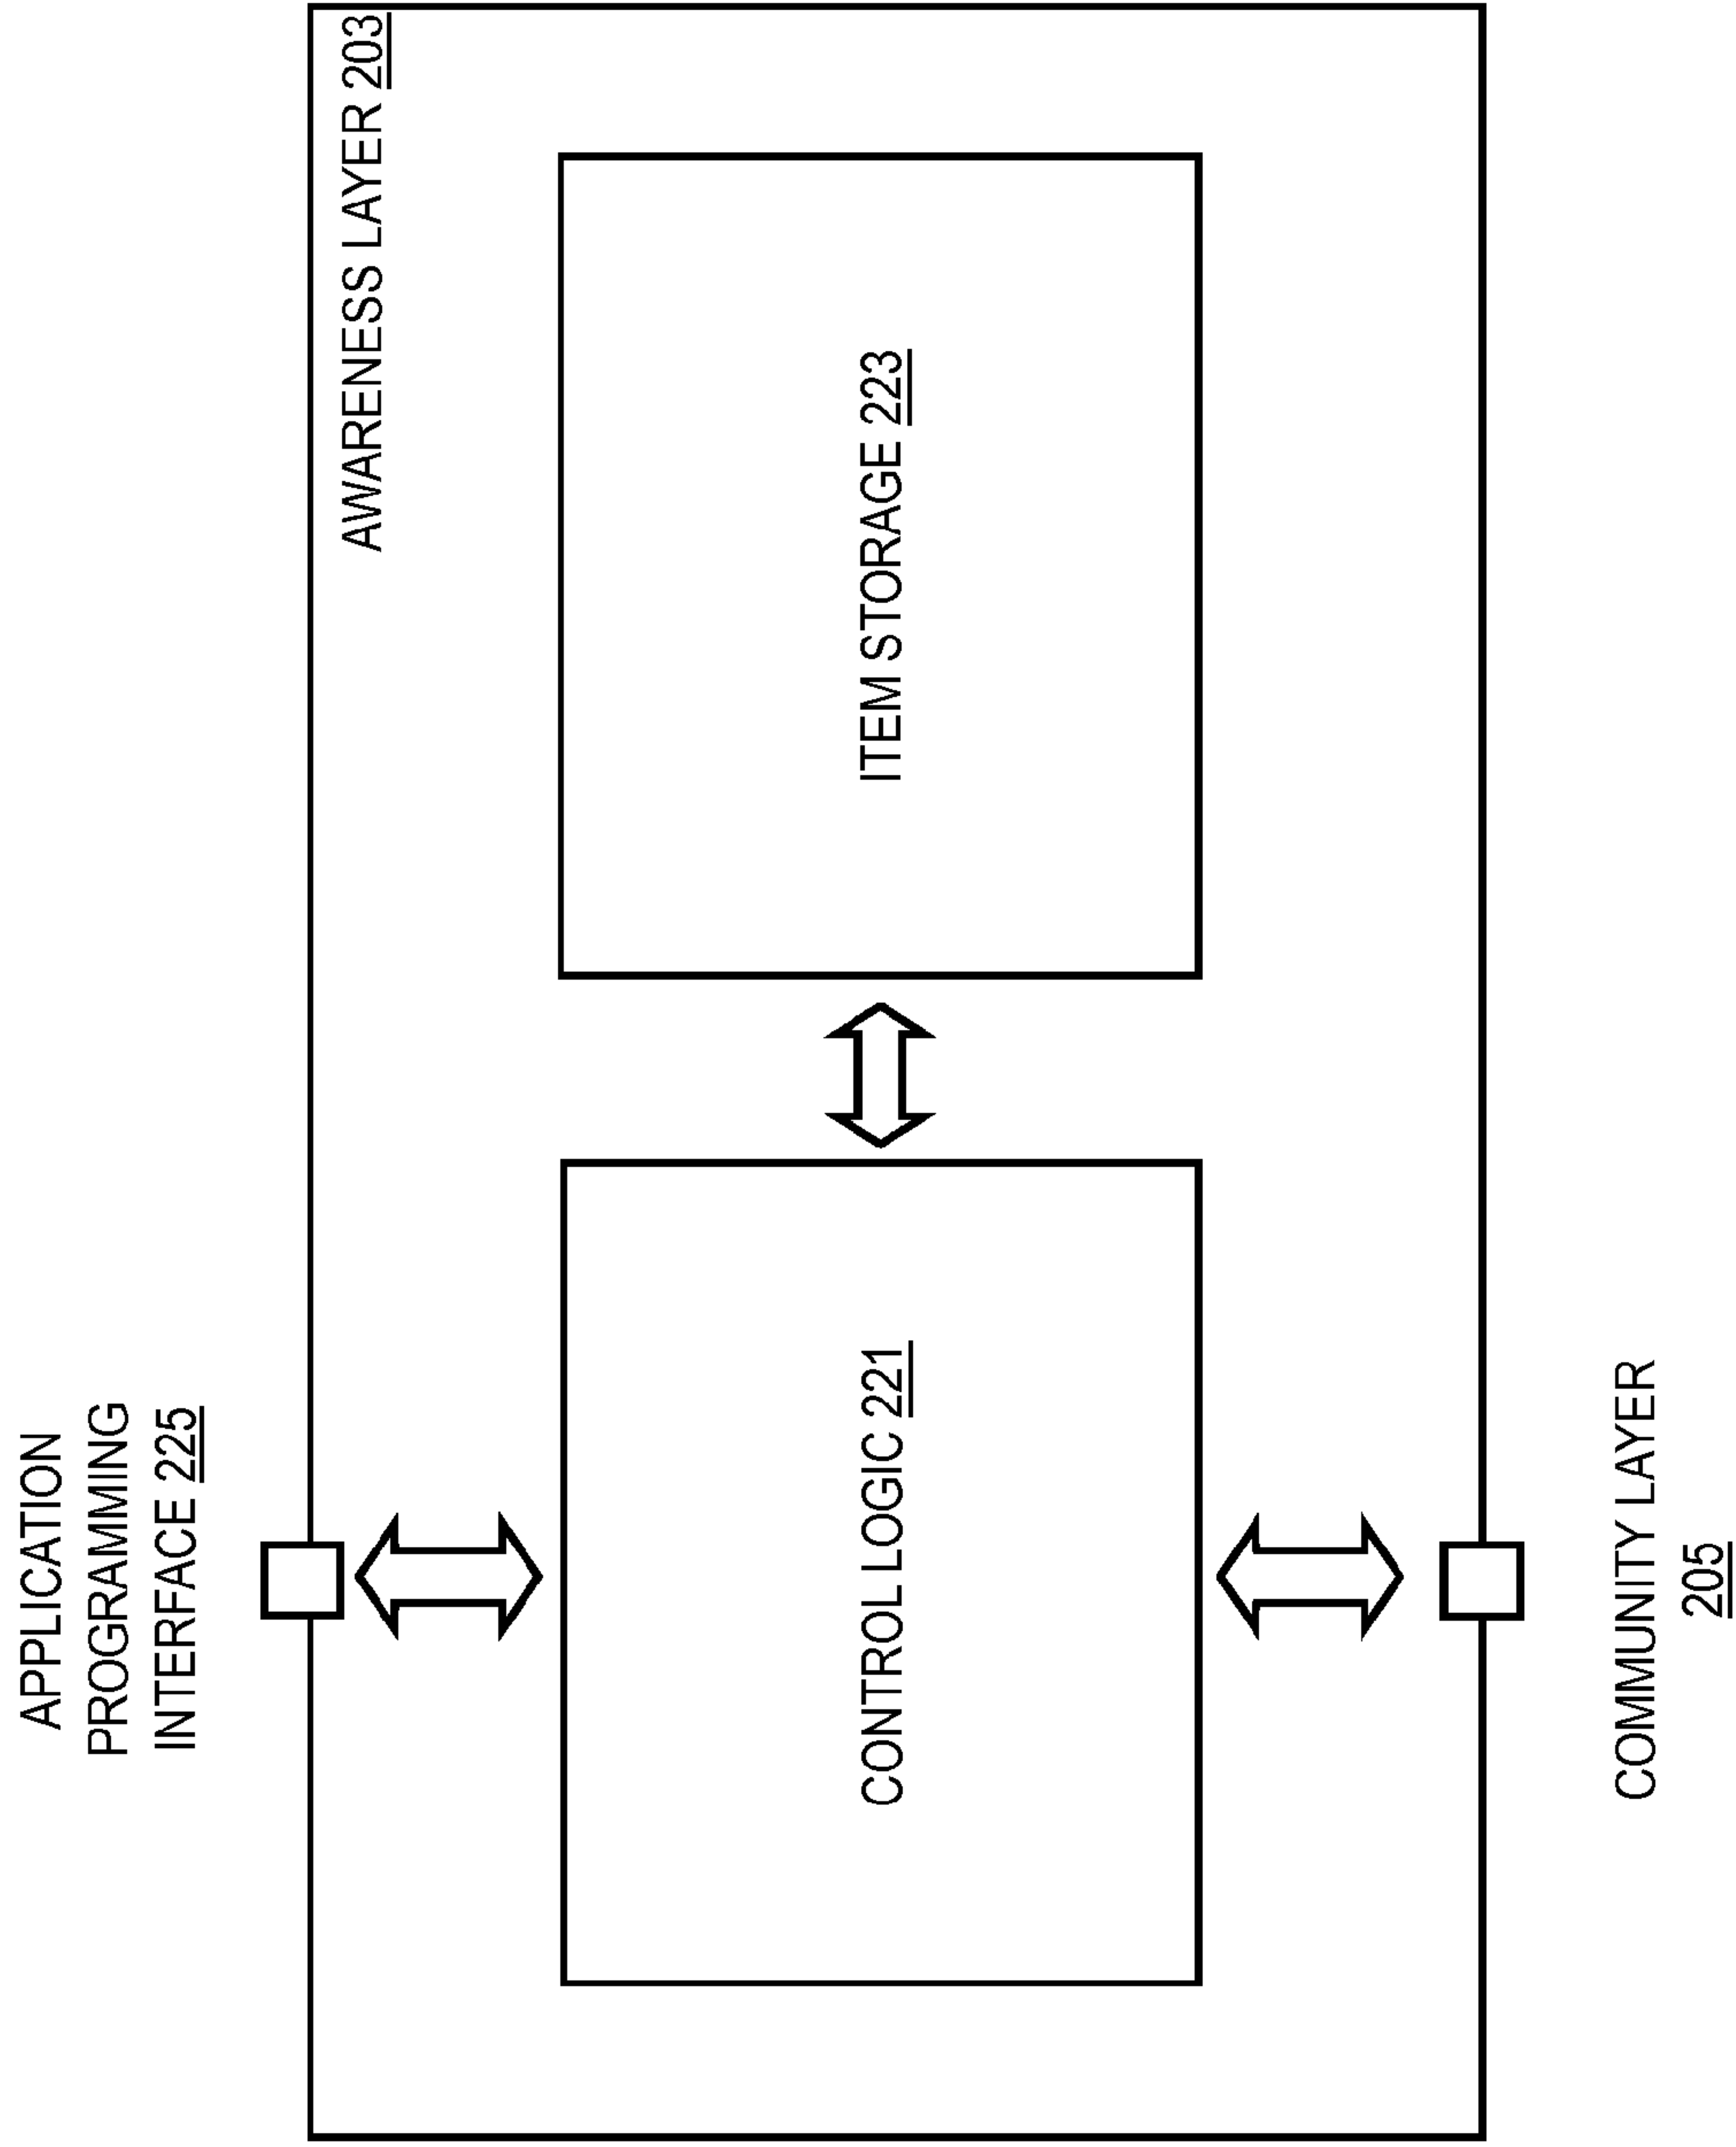 APPLICATION
PROGRAMMING
INTERFACE 225
AWARENESS LAYER 203
CONTROL LOGIC 221
ITEM STORAGE 223
COMMUNITY LAYER
205